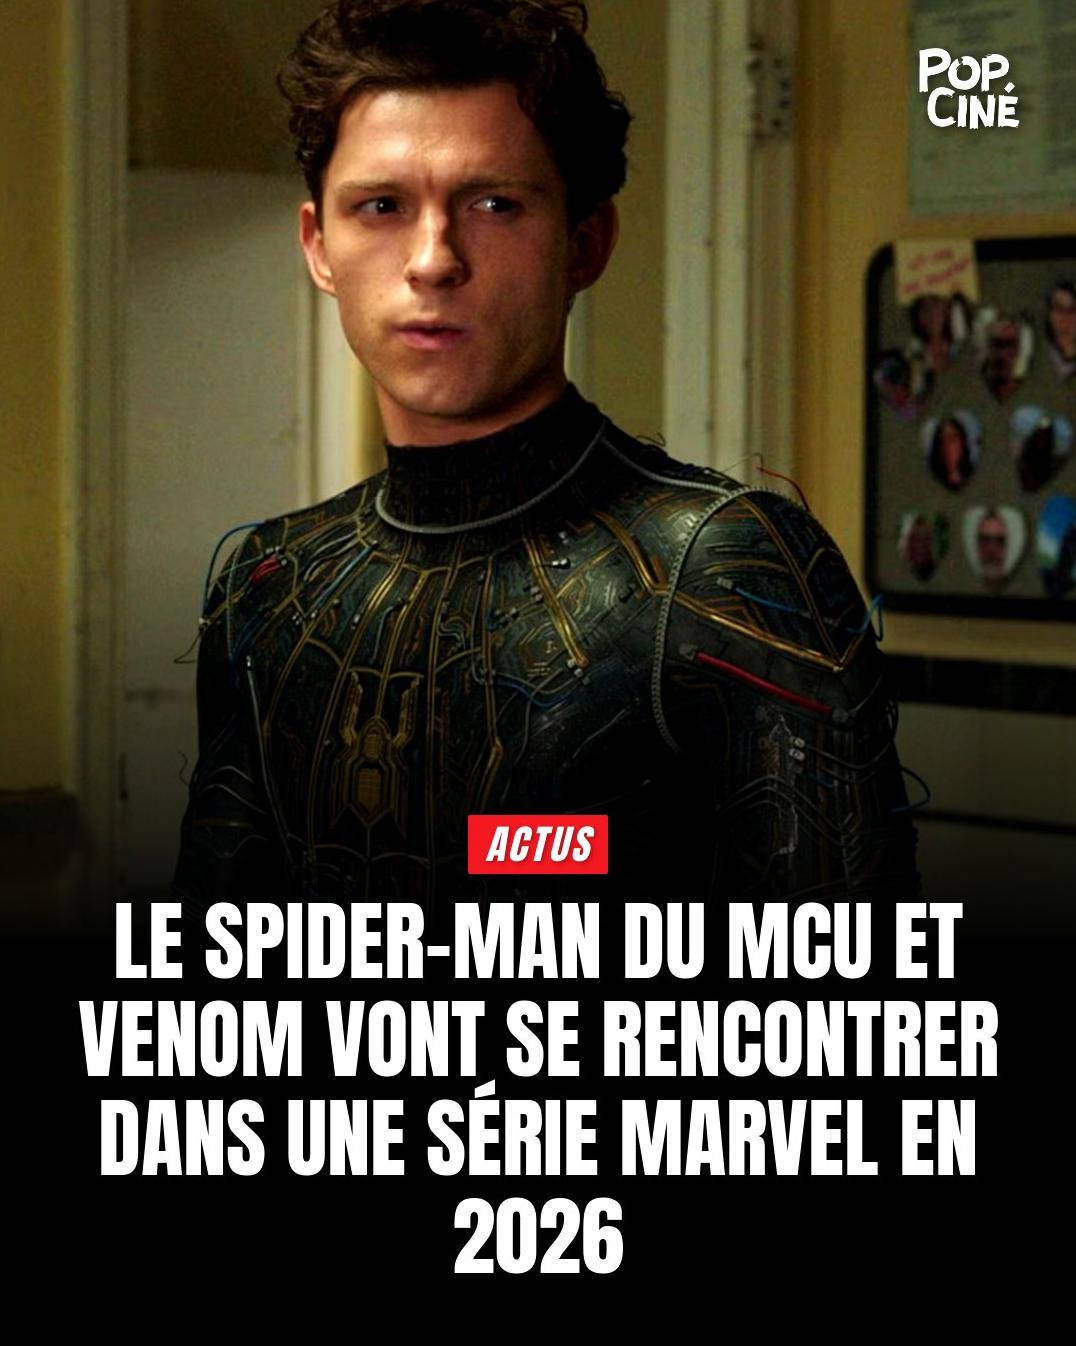 POP.
CINÉ
ACTUS
LE SPIDER-MAN DU MCU ET
VENOM VONT SE RENCONTRER
DANS UNE SÉRIE MARVEL EN
2026